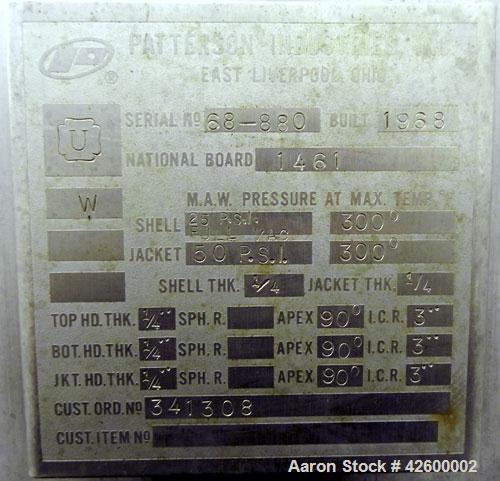 PATTERSON INDUSTRIES, INC.
EAST LIVERPOOL, OHIO
SERIAL NO 68-880 BUILT 1968
U
NATIONAL BOARD 1461
W
M.A.W. PRESSURE AT MAX. TEMP. °F
SHELL 25 P.S.I. FULL VAC 300°
JACKET 50 P.S.I. 300°
SHELL THK. 1/4 JACKET THK. 1/4
TOP HD. THK. 1/4" SPH. R. APEX 90° I.C.R. 3"
BOT. HD. THK. 1/4" SPH. R. APEX 90° I.C.R. 3"
JKT. HD. THK. 1/4" SPH. R. APEX 90° I.C.R. 3"
CUST. ORD. NO 341308
CUST. ITEM NO
Aaron Stock # 42600002